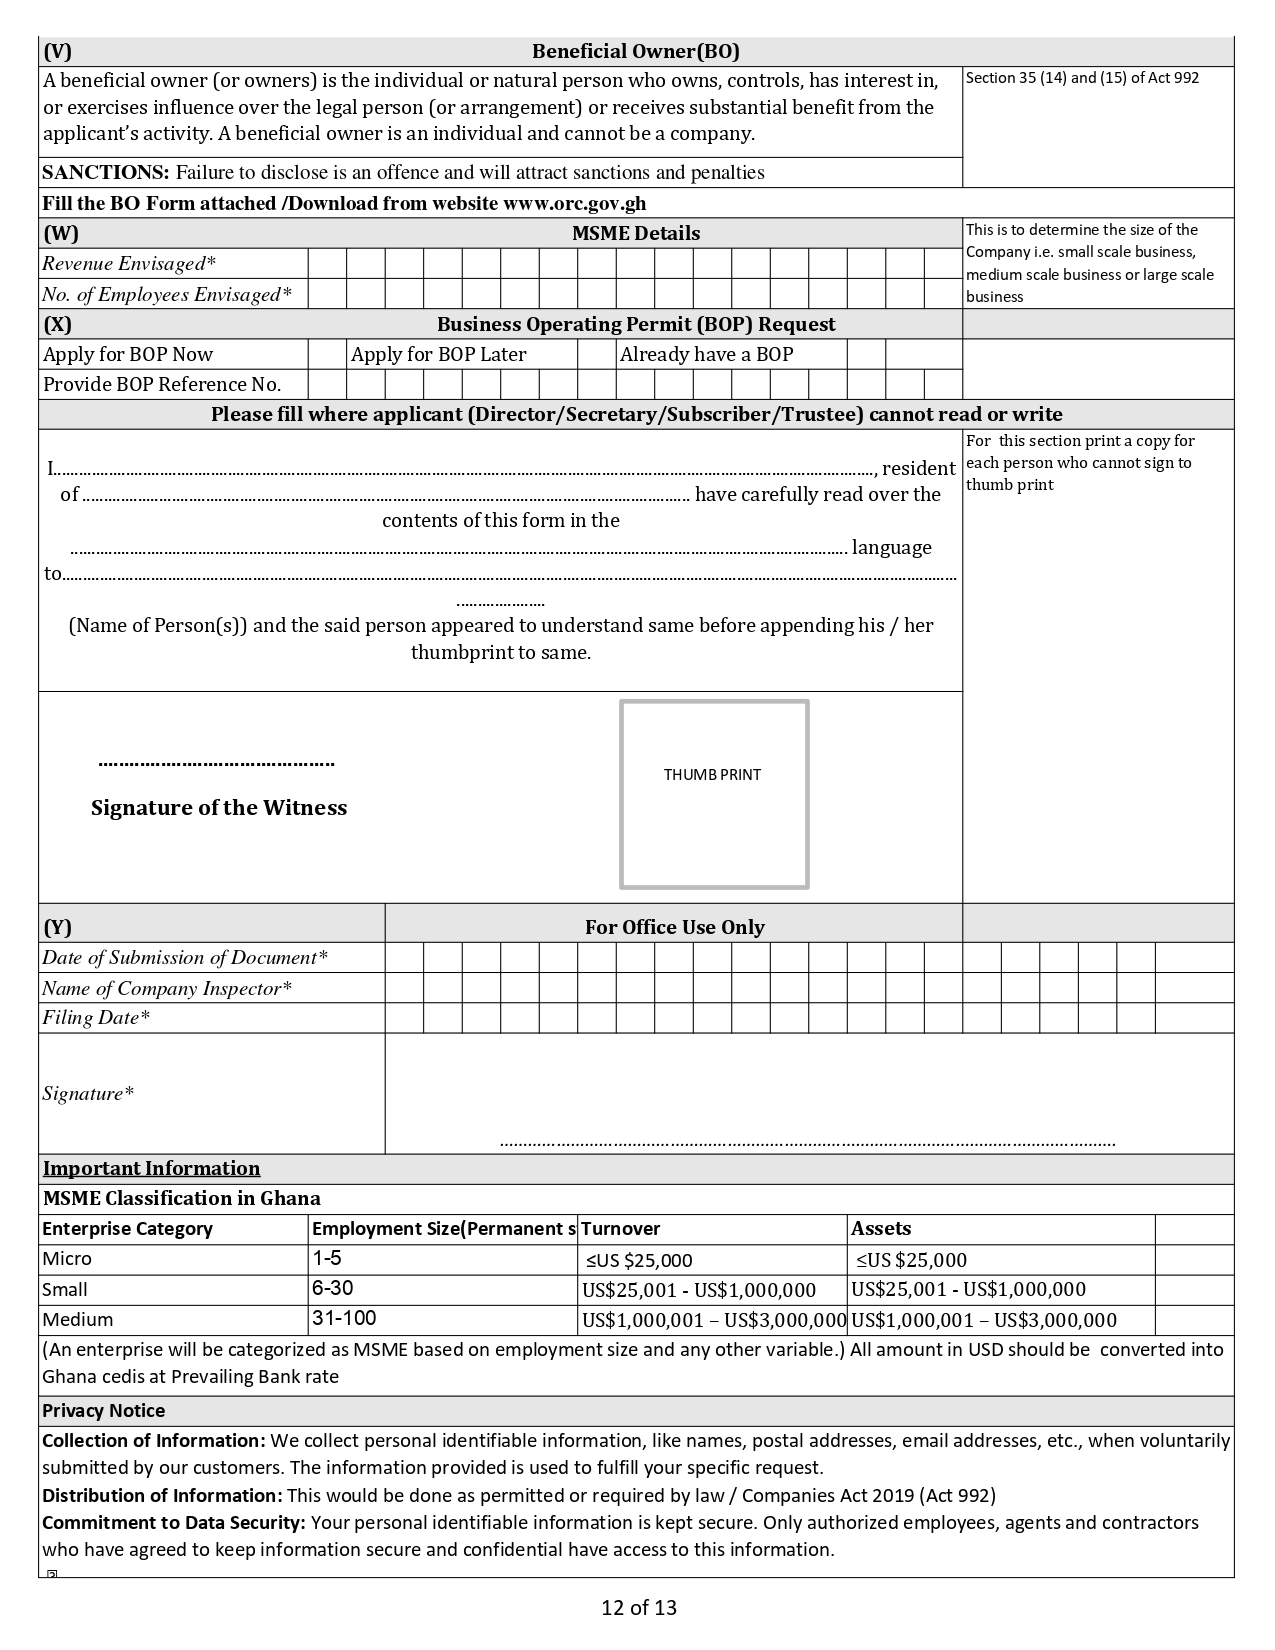 (V) Beneficial Owner(BO)
A beneficial owner (or owners) is the individual or natural person who owns, controls, has interest in,
or exercises influence over the legal person (or arrangement) or receives substantial benefit from the
applicant’s activity. A beneficial owner is an individual and cannot be a company.
Section 35 (14) and (15) of Act 992
SANCTIONS: Failure to disclose is an offence and will attract sanctions and penalties
Fill the BO Form attached /Download from website www.orc.gov.gh
(W) MSME Details
Revenue Envisaged*
No. of Employees Envisaged*
This is to determine the size of the
Company i.e. small scale business,
medium scale business or large scale
business
(X) Business Operating Permit (BOP) Request
Apply for BOP Now Apply for BOP Later Already have a BOP
Provide BOP Reference No.
Please fill where applicant (Director/Secretary/Subscriber/Trustee) cannot read or write
I..............................................................................................................................., resident
of ................................................................................................................ have carefully read over the
contents of this form in the
................................................................................................................................ language
to................................................................................................................................................
.....................
(Name of Person(s)) and the said person appeared to understand same before appending his / her
thumbprint to same.
For this section print a copy for
each person who cannot sign to
thumb print
.............................................
Signature of the Witness
THUMB PRINT
(Y) For Office Use Only
Date of Submission of Document*
Name of Company Inspector*
Filing Date*
Signature*
............................................................................................................
Important Information
MSME Classification in Ghana
Enterprise Category Employment Size(Permanent s Turnover Assets
Micro 1-5 ≤US $25,000 ≤US $25,000
Small 6-30 US$25,001 - US$1,000,000 US$25,001 - US$1,000,000
Medium 31-100 US$1,000,001 – US$3,000,000 US$1,000,001 – US$3,000,000
(An enterprise will be categorized as MSME based on employment size and any other variable.) All amount in USD should be converted into
Ghana cedis at Prevailing Bank rate
Privacy Notice
Collection of Information: We collect personal identifiable information, like names, postal addresses, email addresses, etc., when voluntarily
submitted by our customers. The information provided is used to fulfill your specific request.
Distribution of Information: This would be done as permitted or required by law / Companies Act 2019 (Act 992)
Commitment to Data Security: Your personal identifiable information is kept secure. Only authorized employees, agents and contractors
who have agreed to keep information secure and confidential have access to this information.
12 of 13